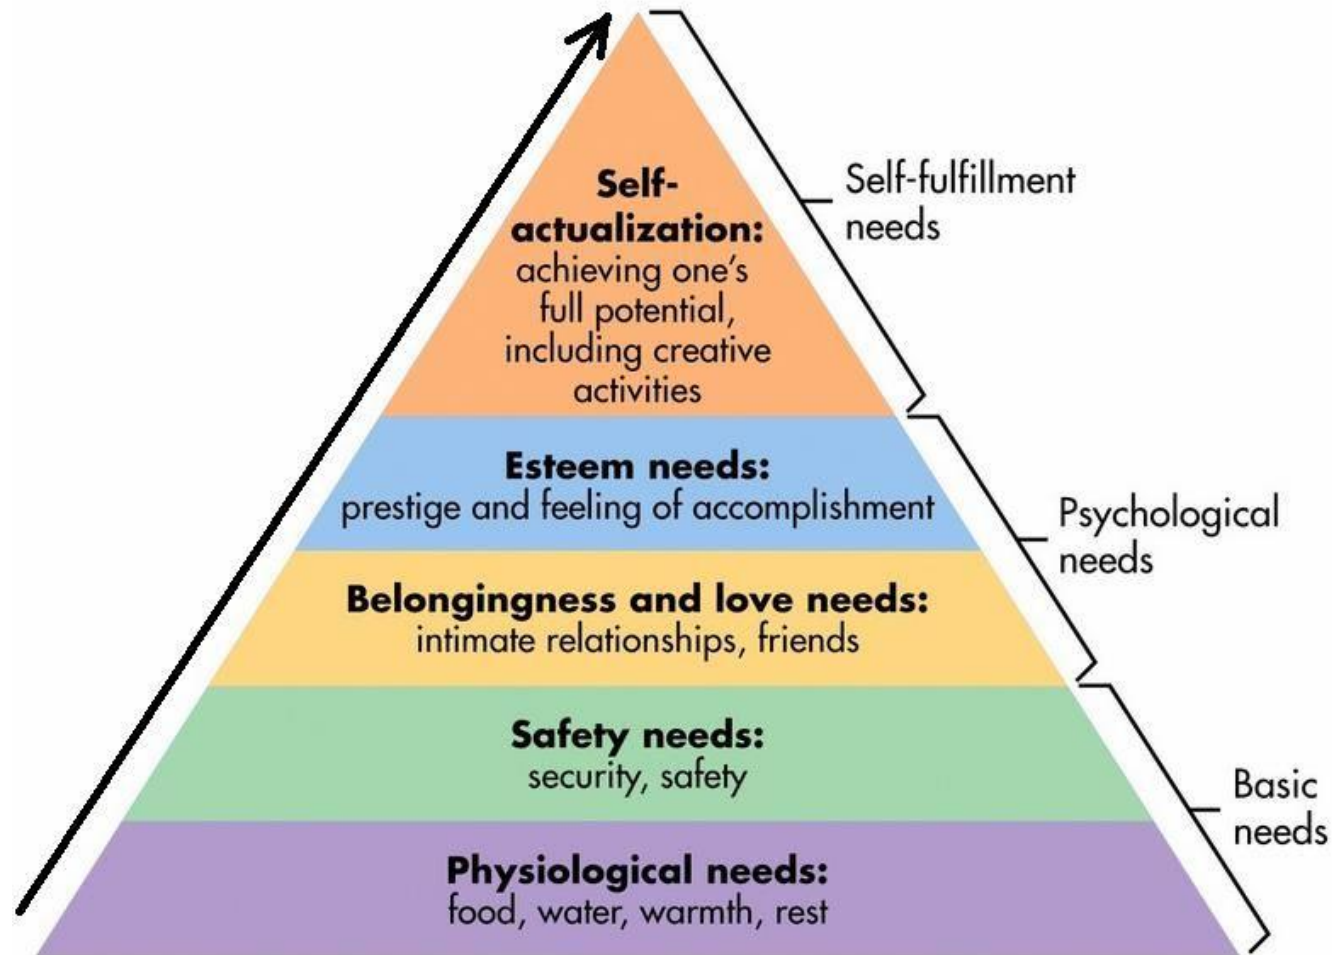 Self-
actualization:
achieving one's
full potential,
including creative
activities
Self-fulfillment
needs
Esteem needs:
prestige and feeling of accomplishment
Psychological
needs
Belongingness and love needs:
intimate relationships, friends
Safety needs:
security, safety
Basic
needs
Physiological needs:
food, water, warmth, rest